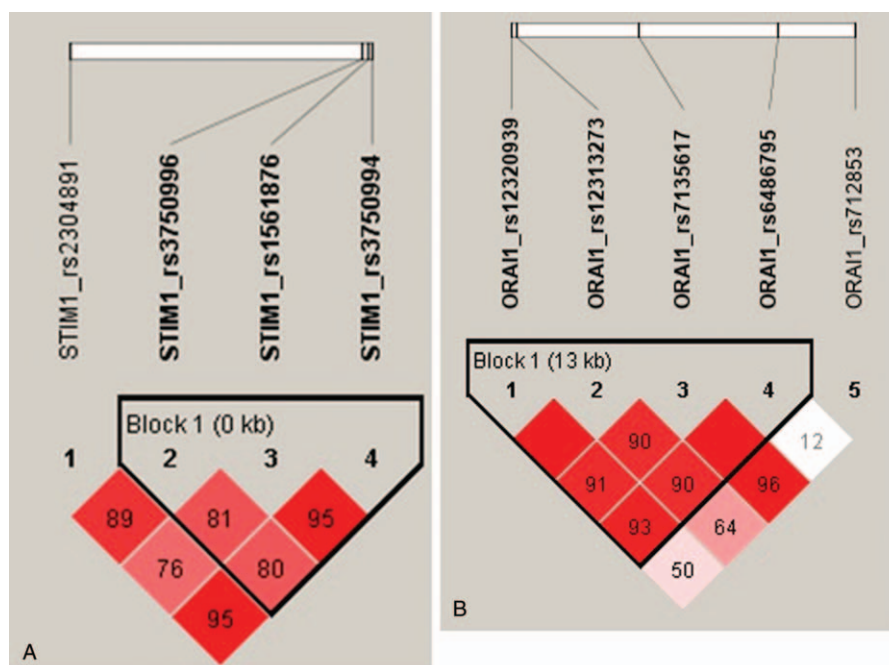 STIM1_rs2304891
STIM1_rs3750996
STIM1_rs1561876
STIM1_rs3750994
Block 1 (0 kb)
1 2 3 4
89 81 95
76 80
95
A
ORAI1_rs12320939
ORAI1_rs12313273
ORAI1_rs7135617
ORAI1_rs6486795
ORAI1_rs712853
Block 1 (13 kb)
1 2 3 4 5
90 12
91 90 96
93 64
50
B